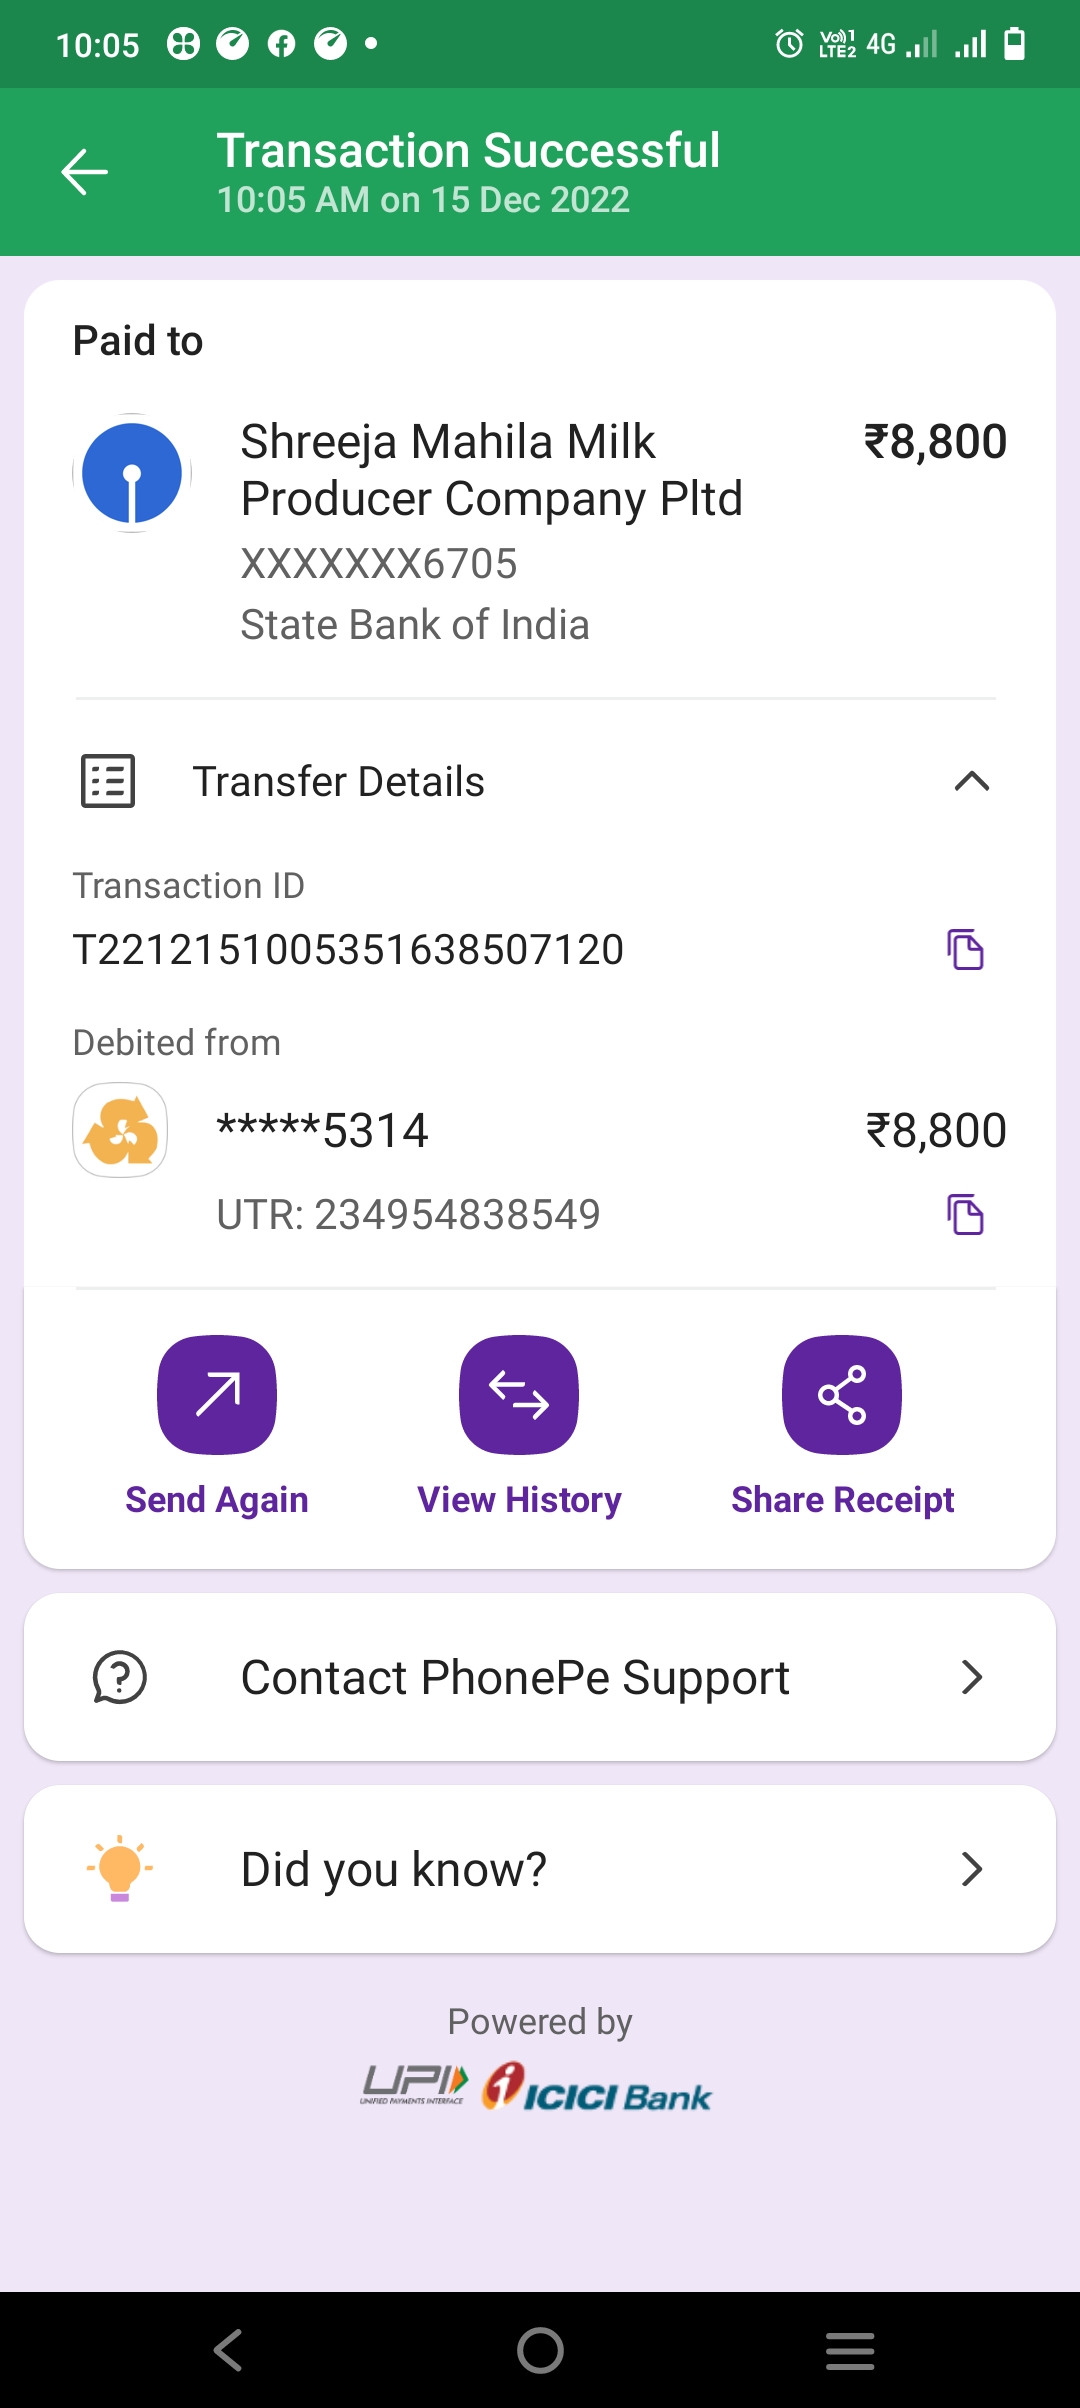 10:05
Vo)) 1
LTE2 4G
Transaction Successful
10:05 AM on 15 Dec 2022
Paid to
Shreeja Mahila Milk ₹8,800
Producer Company Pltd
XXXXXXX6705
State Bank of India
Transfer Details
Transaction ID
T2212151005351638507120
Debited from
*****5314 ₹8,800
UTR: 234954838549
Send Again View History Share Receipt
Contact PhonePe Support
Did you know?
Powered by
UPI ICICI Bank
UNIFIED PAYMENTS INTERFACE